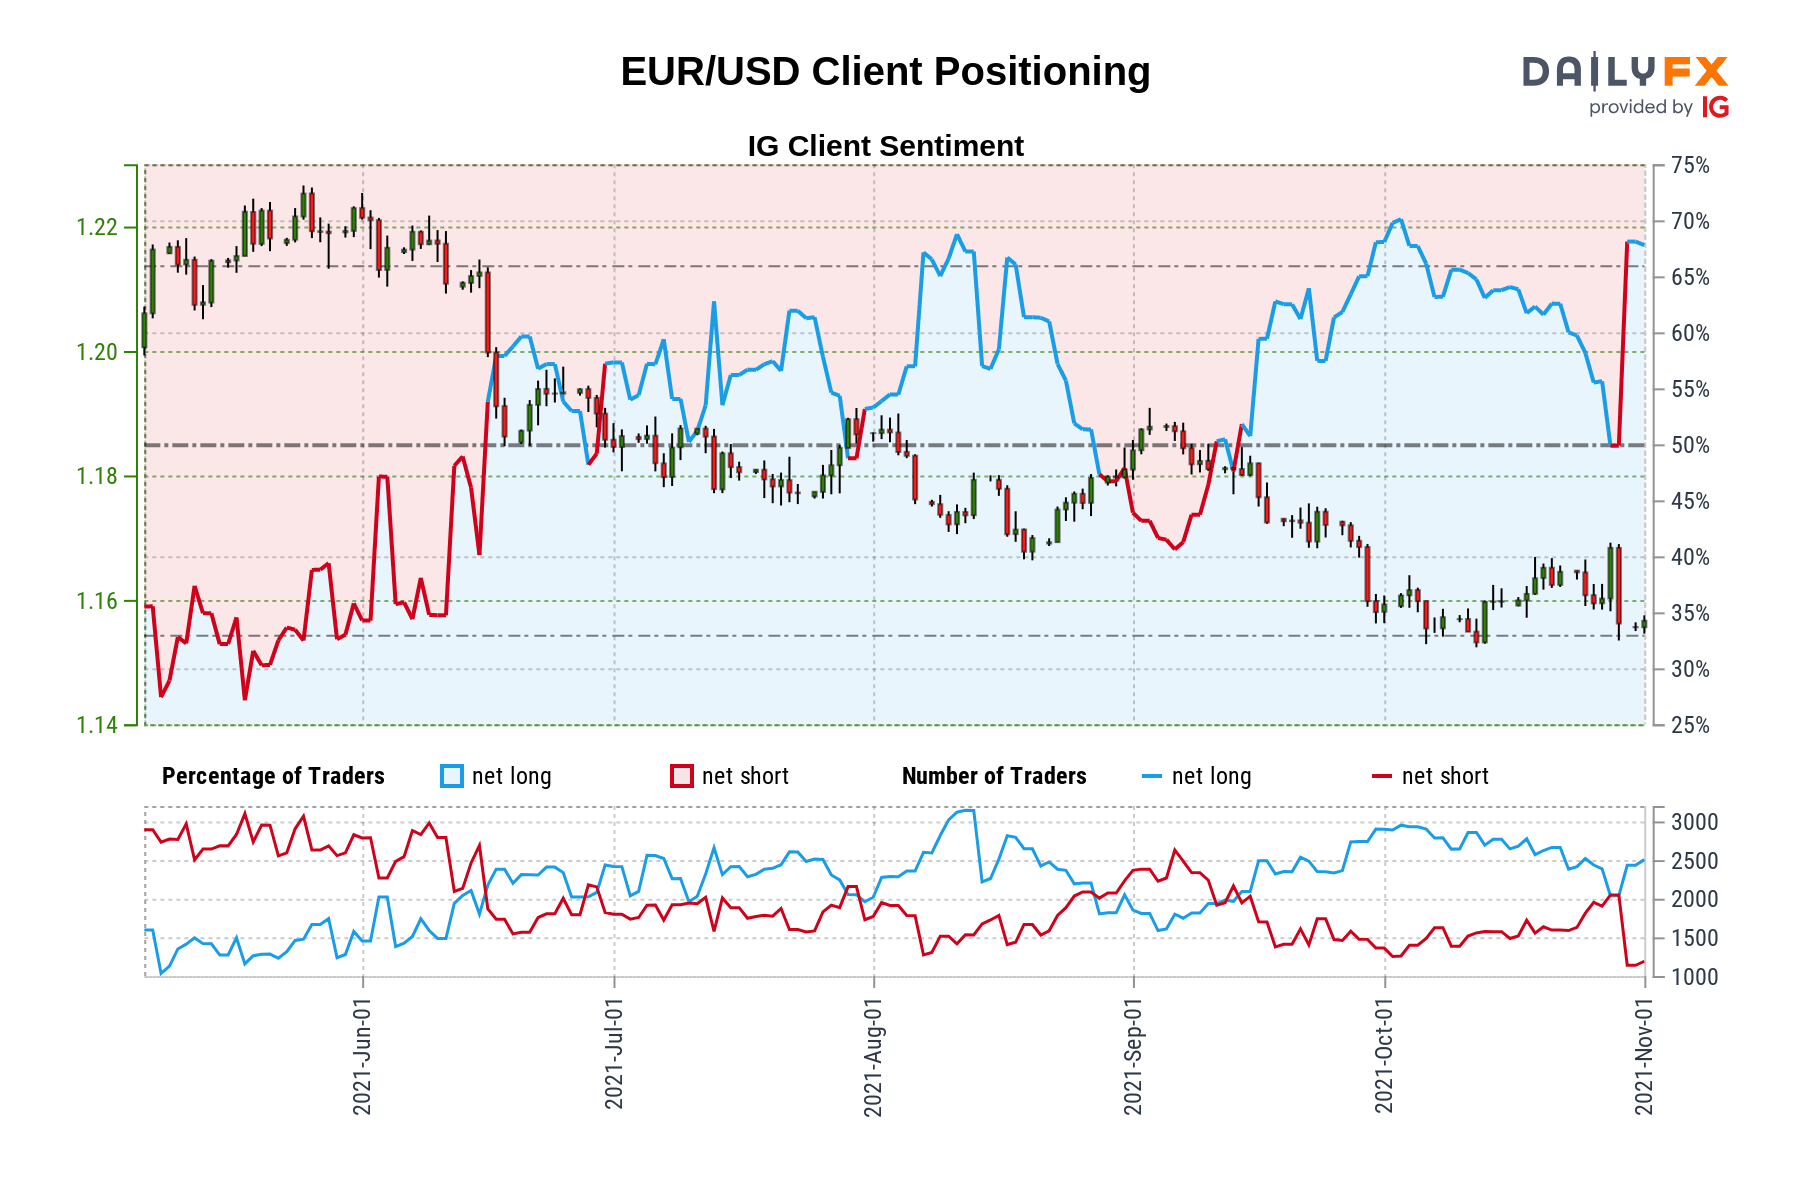 EUR/USD Client Positioning
DAILYFX
provided by IG
IG Client Sentiment
1.22
1.20
1.18
1.16
1.14
75%
70%
65%
60%
55%
50%
45%
40%
35%
30%
25%
Percentage of Traders net long net short Number of Traders net long net short
3000
2500
2000
1500
1000
2021-Jun-01
2021-Jul-01
2021-Aug-01
2021-Sep-01
2021-Oct-01
2021-Nov-01